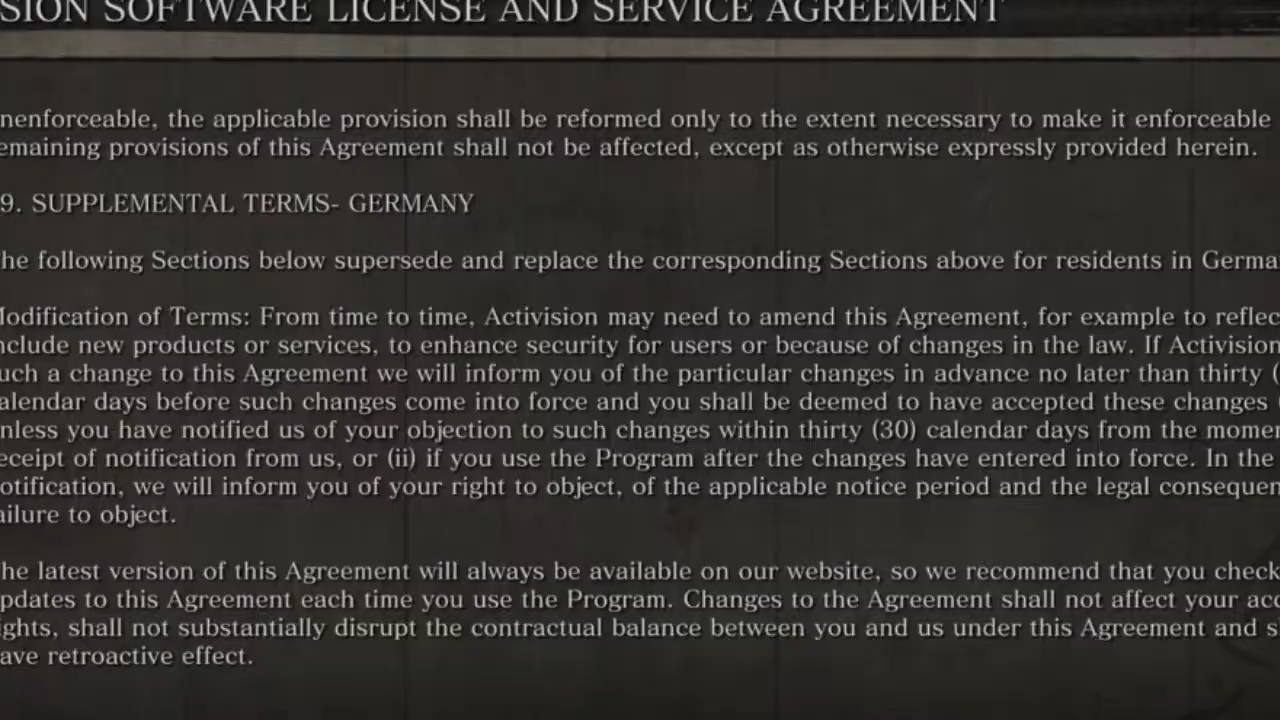 SION SOFTWARE LICENSE AND SERVICE AGREEMENT
nenforceable, the applicable provision shall be reformed only to the extent necessary to make it enforceable
emaining provisions of this Agreement shall not be affected, except as otherwise expressly provided herein.
9. SUPPLEMENTAL TERMS- GERMANY
he following Sections below supersede and replace the corresponding Sections above for residents in Germa
odification of Terms: From time to time, Activision may need to amend this Agreement, for example to reflec
nclude new products or services, to enhance security for users or because of changes in the law. If Activision
uch a change to this Agreement we will inform you of the particular changes in advance no later than thirty (
alendar days before such changes come into force and you shall be deemed to have accepted these changes (
nless you have notified us of your objection to such changes within thirty (30) calendar days from the momen
eceipt of notification from us, or (ii) if you use the Program after the changes have entered into force. In the
otification, we will inform you of your right to object, of the applicable notice period and the legal consequen
ailure to object.
he latest version of this Agreement will always be available on our website, so we recommend that you check
pdates to this Agreement each time you use the Program. Changes to the Agreement shall not affect your acc
ights, shall not substantially disrupt the contractual balance between you and us under this Agreement and s
ave retroactive effect.